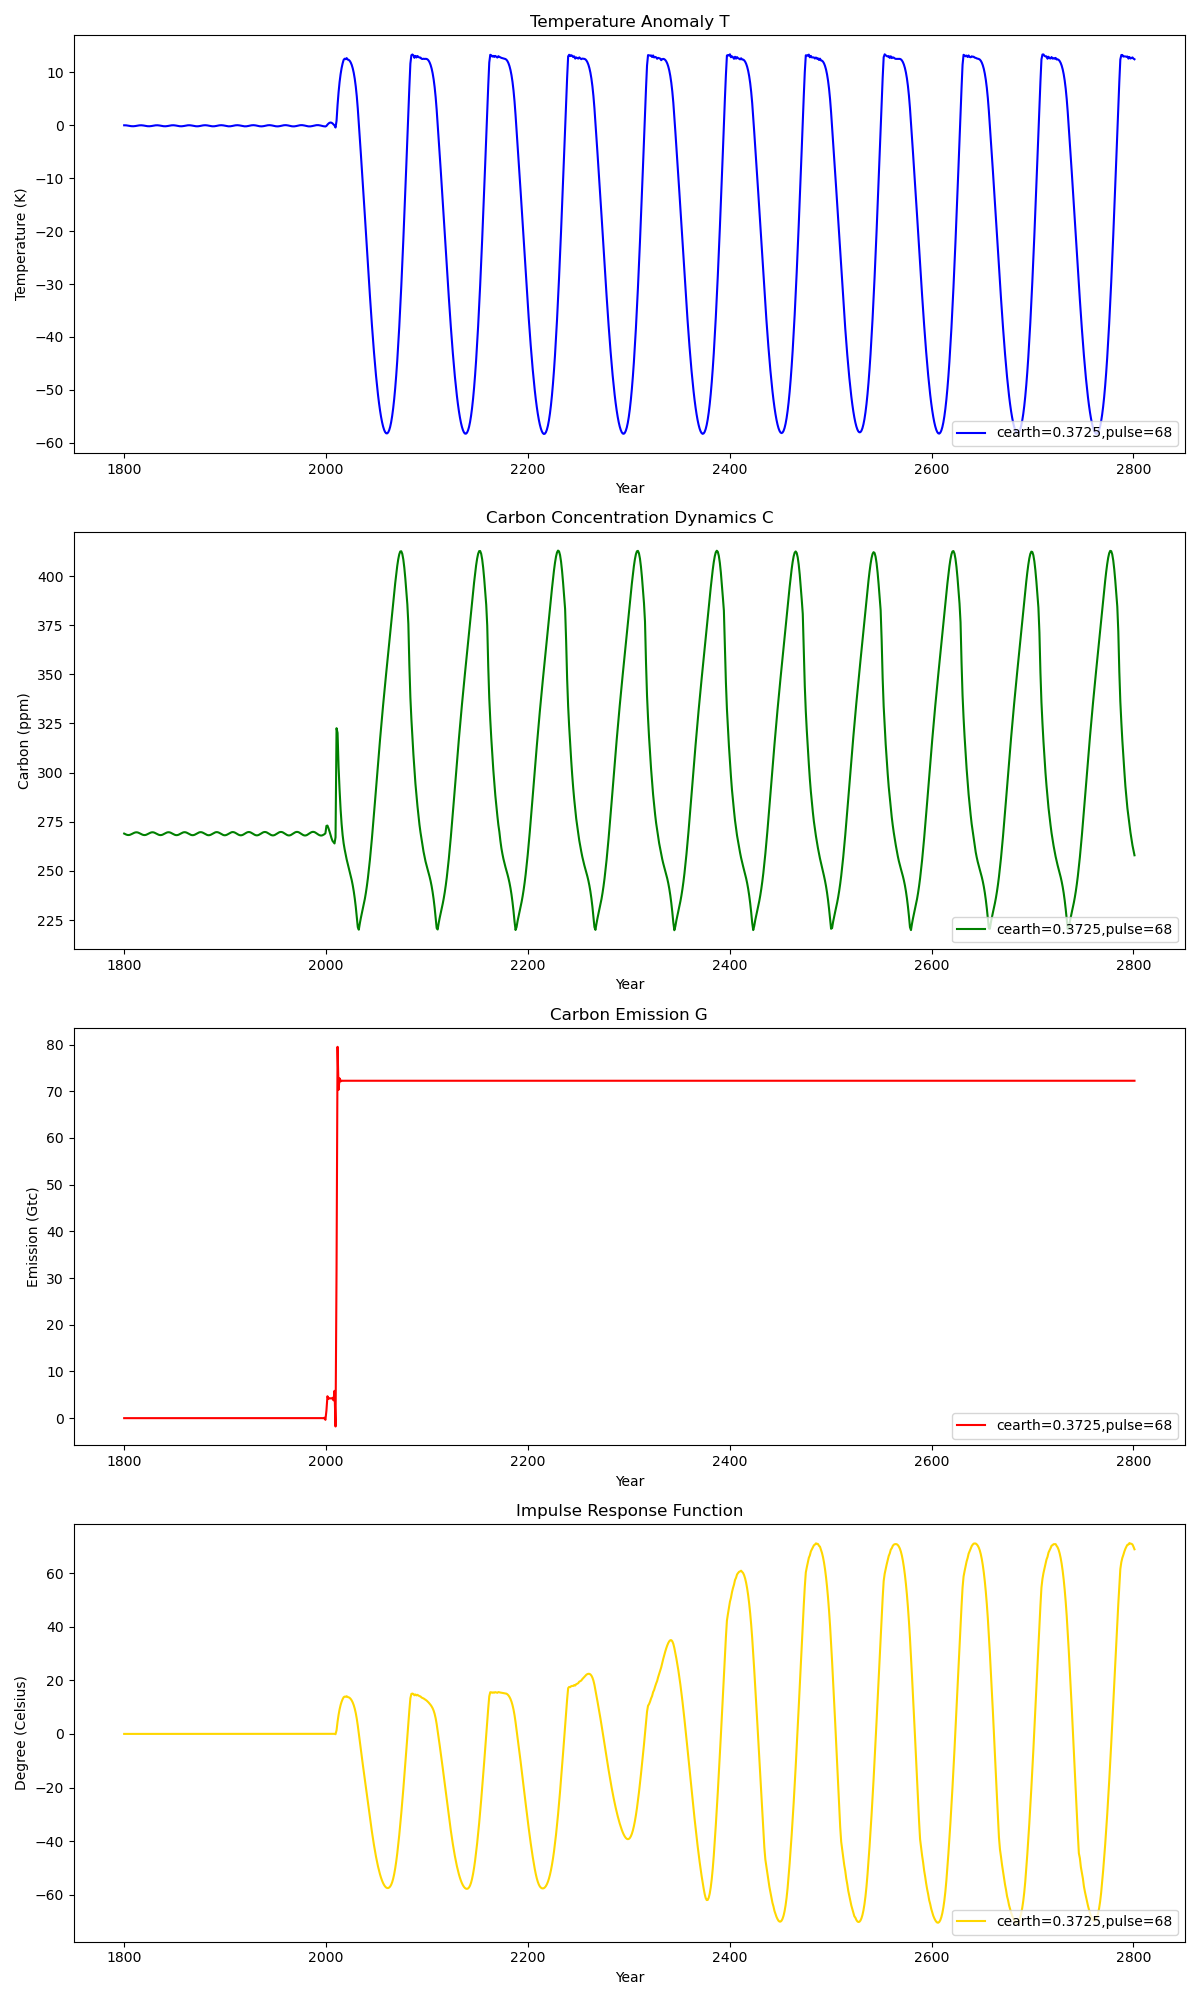 Temperature Anomaly T
Temperature (K)
10
0
−10
−20
−30
−40
−50
−60
cearth=0.3725,pulse=68
1800 2000 2200 2400 2600 2800
Year
Carbon Concentration Dynamics C
Carbon (ppm)
400
375
350
325
300
275
250
225
cearth=0.3725,pulse=68
1800 2000 2200 2400 2600 2800
Year
Carbon Emission G
Emission (Gtc)
80
70
60
50
40
30
20
10
0
cearth=0.3725,pulse=68
1800 2000 2200 2400 2600 2800
Year
Impulse Response Function
Degree (Celsius)
60
40
20
0
−20
−40
−60
cearth=0.3725,pulse=68
1800 2000 2200 2400 2600 2800
Year